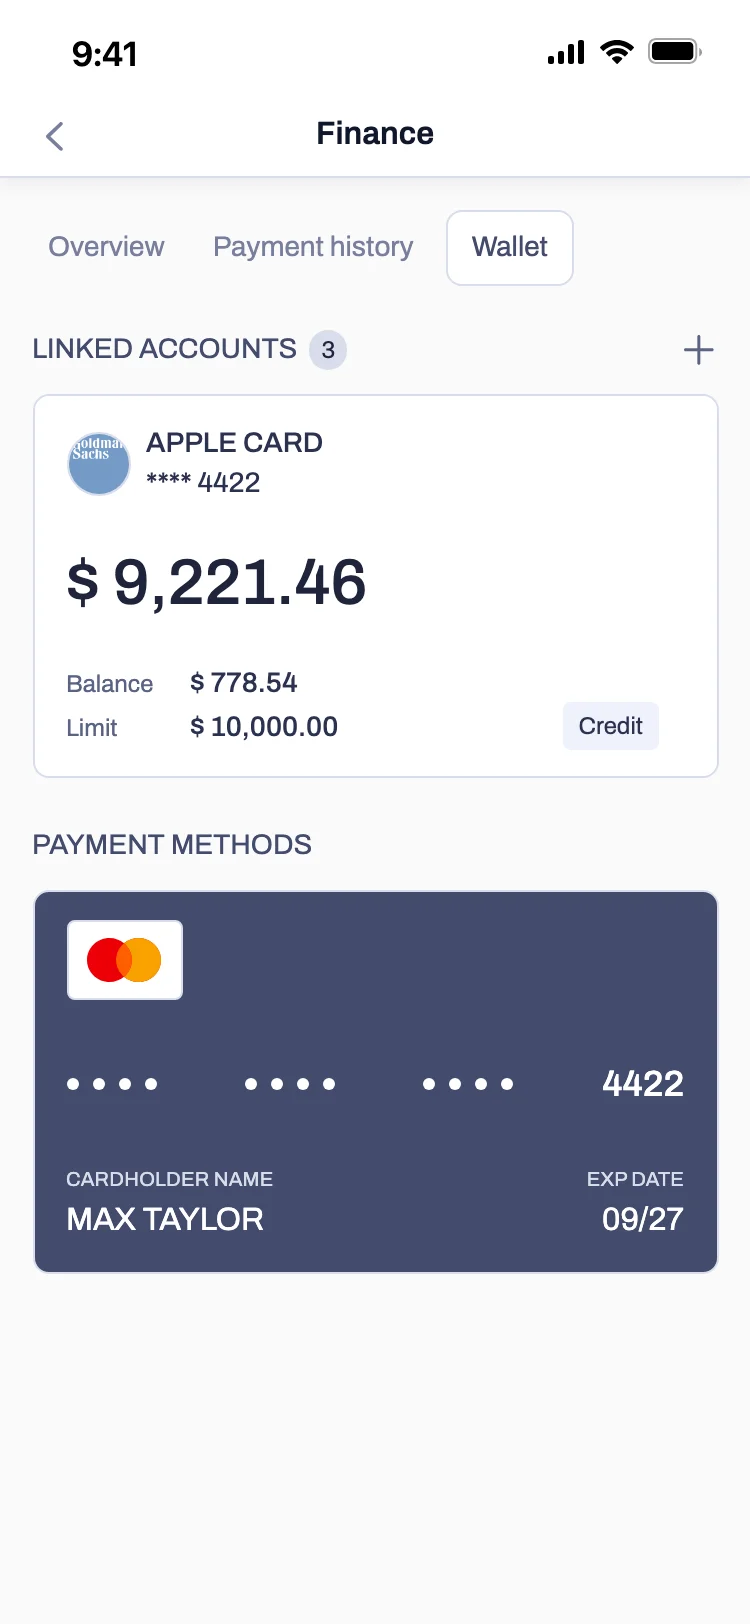 9:41
Finance
Overview Payment history Wallet
LINKED ACCOUNTS 3
Sachs
APPLE CARD
**** 4422
$ 9,221.46
Balance $ 778.54
Limit $ 10,000.00
Credit
PAYMENT METHODS
4422
CARDHOLDER NAME EXP DATE
MAX TAYLOR 09/27